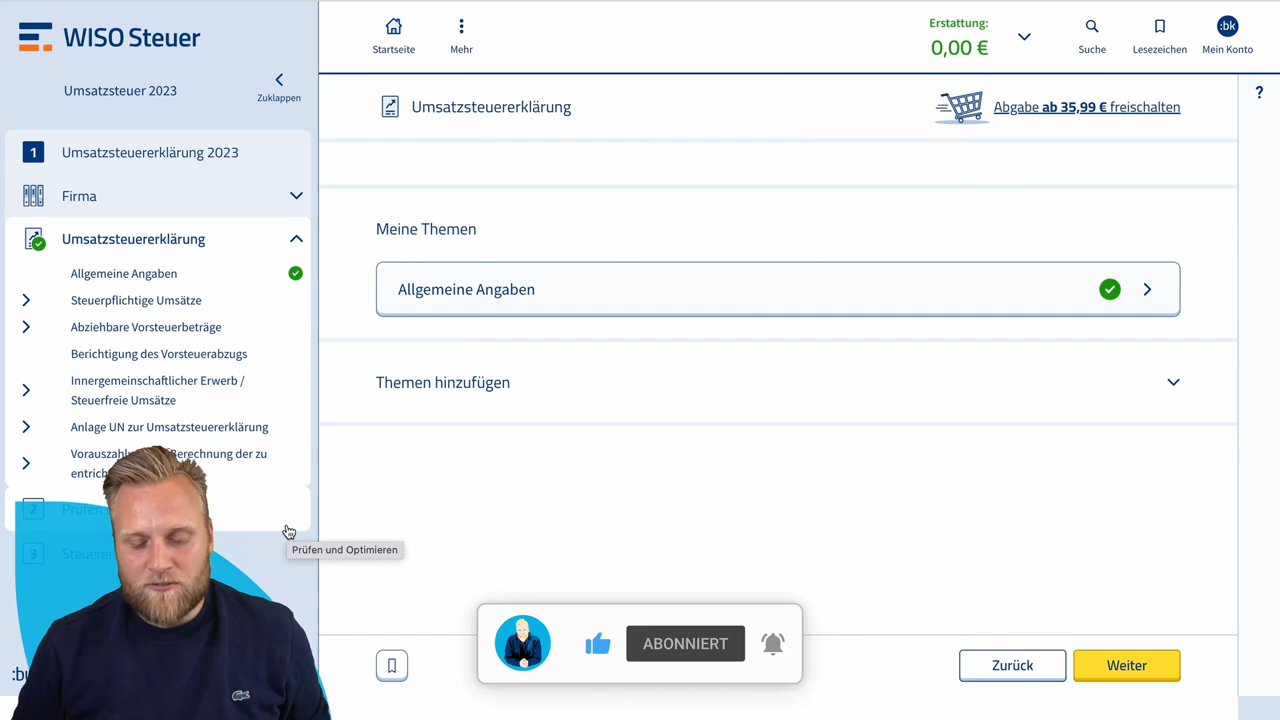 WISO Steuer
Umsatzsteuer 2023
Zuklappen
1 Umsatzsteuererklärung 2023
Firma
Umsatzsteuererklärung
Allgemeine Angaben
Steuerpflichtige Umsätze
Abziehbare Vorsteuerbeträge
Berichtigung des Vorsteuerabzugs
Innergemeinschaftlicher Erwerb /
Steuerfreie Umsätze
Anlage UN zur Umsatzsteuererklärung
Berechnung der zu
2
3
Startseite
Mehr
Erstattung:
0,00 €
Suche
Lesezeichen
:bk
Mein Konto
Umsatzsteuererklärung
Abgabe ab 35,99 € freischalten
?
Meine Themen
Allgemeine Angaben
Themen hinzufügen
Prüfen und Optimieren
ABONNIERT
Zurück
Weiter